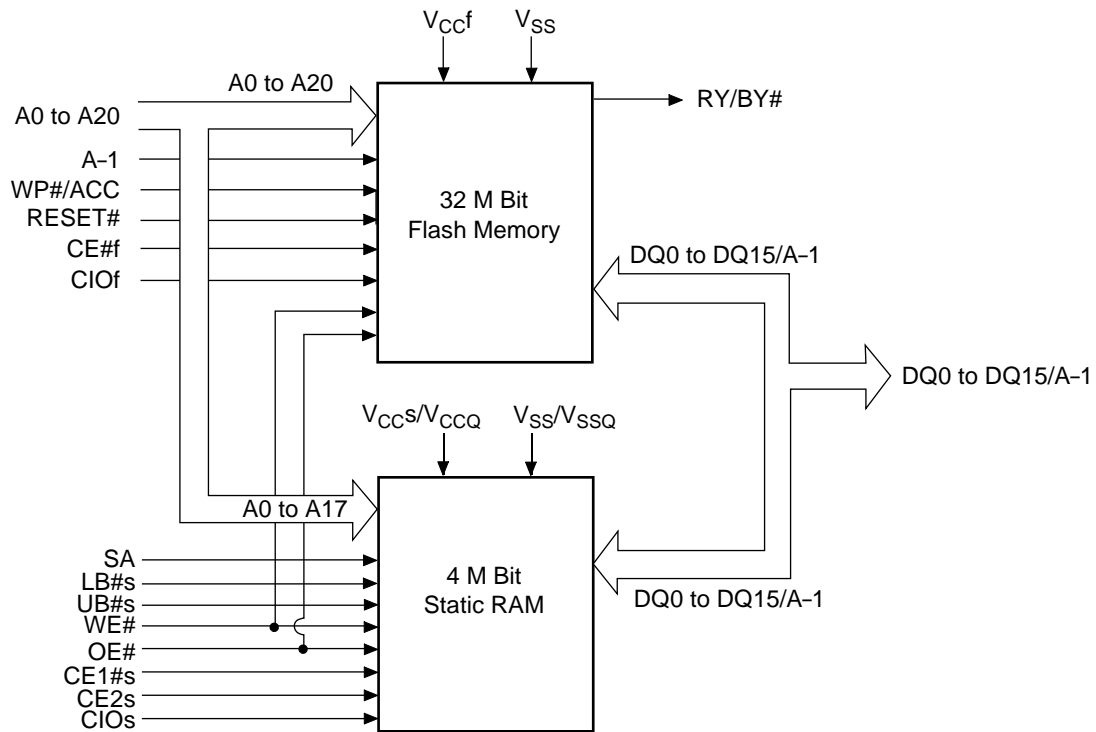 VCCf
VSS
A0 to A20
A0 to A20
RY/BY#
A–1
WP#/ACC
RESET#
CE#f
CIOf
32 M Bit
Flash Memory
DQ0 to DQ15/A–1
DQ0 to DQ15/A–1
VCCs/VCCQ
VSS/VSSQ
A0 to A17
SA
LB#s
UB#s
WE#
OE#
CE1#s
CE2s
CIOs
4 M Bit
Static RAM
DQ0 to DQ15/A–1